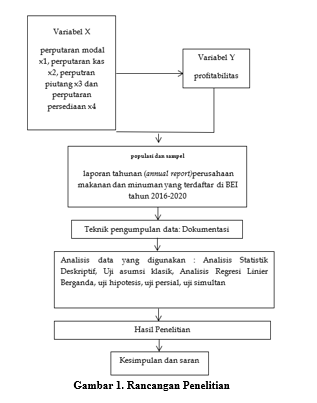 Variabel X
perputaran modal
x1, perputaran kas
x2, perputran
piutang x3 dan
perputaran
persediaan x4
Variabel Y
profitabilitas
populasi dan sampel
laporan tahunan (annual report)perusahaan
makanan dan minuman yang terdaftar di BEI
tahun 2016-2020
Teknik pengumpulan data: Dokumentasi
Analisis data yang digunakan : Analisis Statistik
Deskriptif, Uji asumsi klasik, Analisis Regresi Linier
Berganda, uji hipotesis, uji persial, uji simultan
Hasil Penelitian
Kesimpulan dan saran
Gambar 1. Rancangan Penelitian